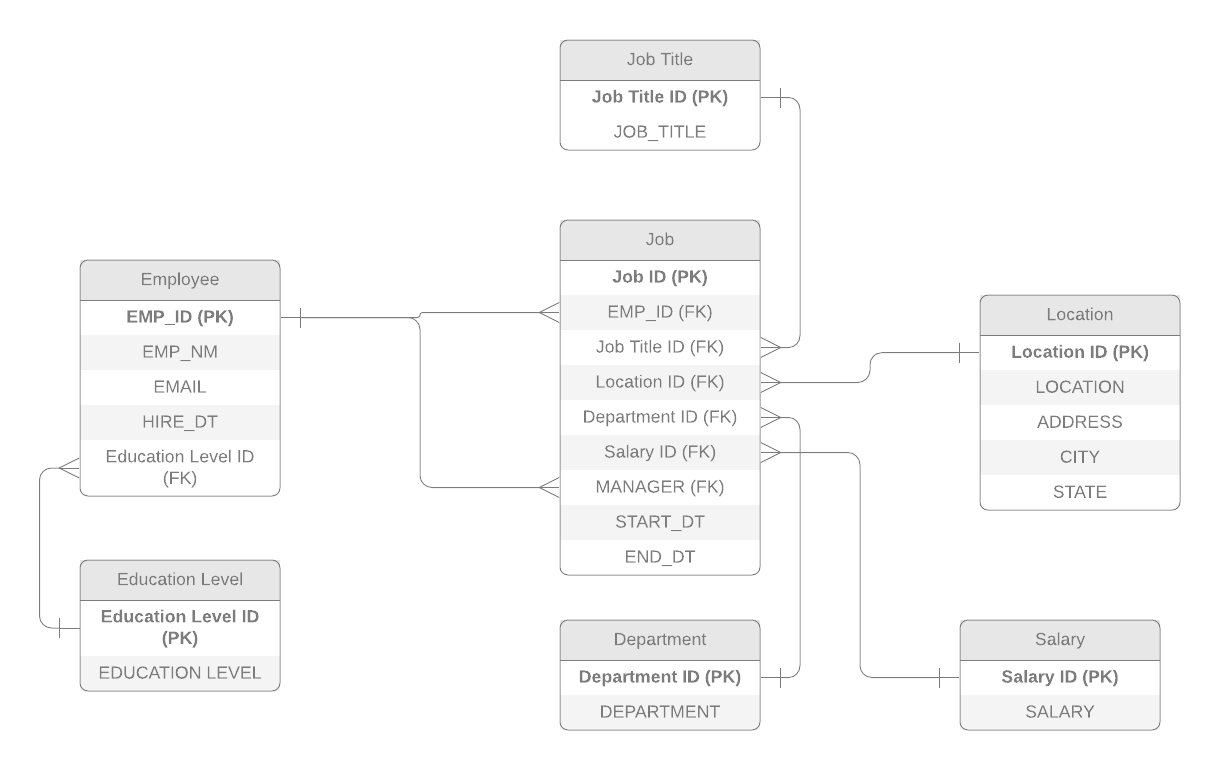 Job Title
Job Title ID (PK)
JOB_TITLE
Job
Job ID (PK)
EMP_ID (FK)
Job Title ID (FK)
Location ID (FK)
Department ID (FK)
Salary ID (FK)
MANAGER (FK)
START_DT
END_DT
Employee
EMP_ID (PK)
EMP_NM
EMAIL
HIRE_DT
Education Level ID
(FK)
Location
Location ID (PK)
LOCATION
ADDRESS
CITY
STATE
Education Level
Education Level ID
(PK)
EDUCATION LEVEL
Department
Department ID (PK)
DEPARTMENT
Salary
Salary ID (PK)
SALARY